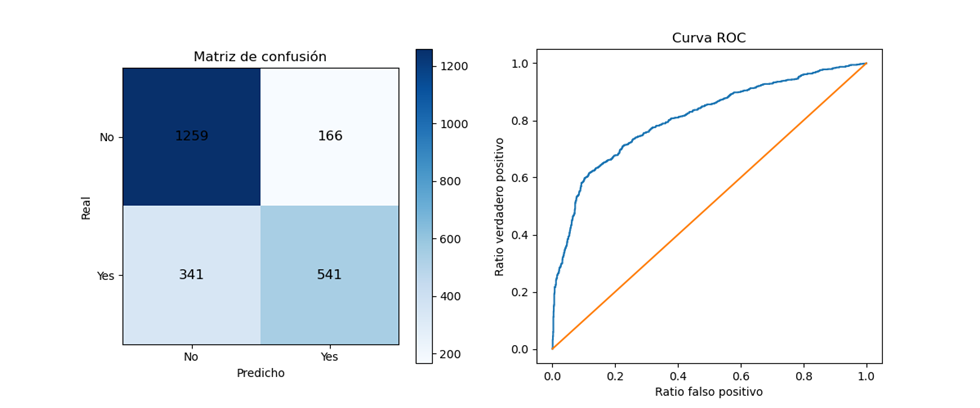 Matriz de confusión
No
Yes
Real
1259
166
341
541
No
Yes
Predicho
1200
1000
800
600
400
200
Curva ROC
1.0
0.8
0.6
0.4
0.2
0.0
Ratio verdadero positivo
0.0
0.2
0.4
0.6
0.8
1.0
Ratio falso positivo